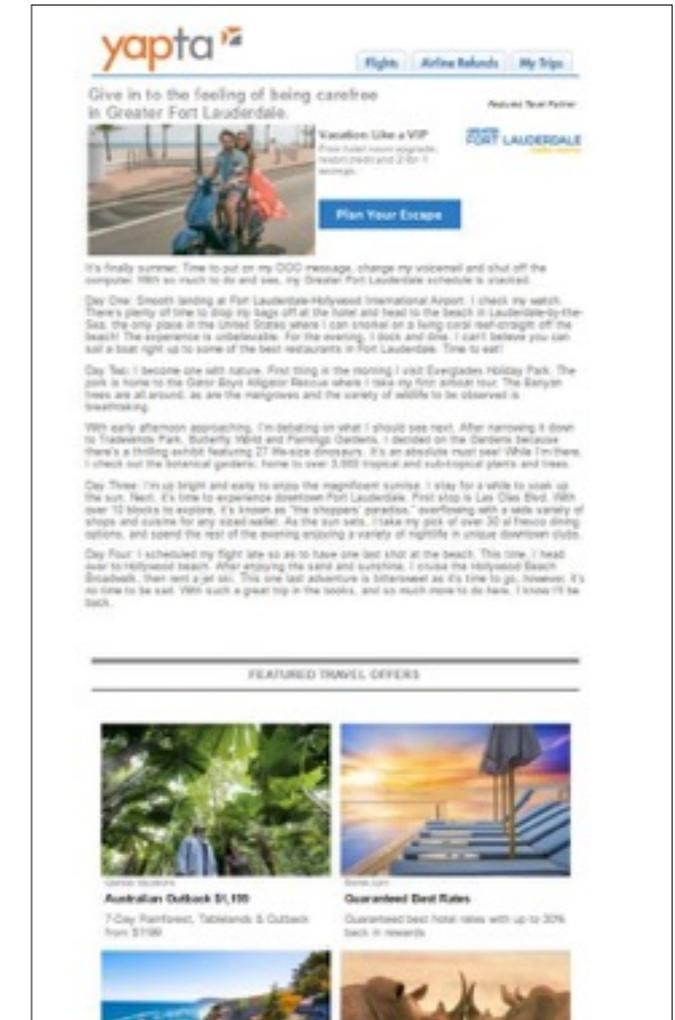 yapta
Flights Airline Refunds My Trips
Give in to the feeling of being carefree
in Greater Fort Lauderdale.
Featured Travel Partner
Vacation Like a VIP
Free hotel room upgrade,
resort credit and 2-for-1
savings.
GREATER
FORT LAUDERDALE
Plan Your Escape
It's finally summer. Time to put on my OOO message, change my voicemail and shut off the
computer. With so much to do and see, my Greater Fort Lauderdale schedule is stacked.
Day One: Smooth landing at Fort Lauderdale-Hollywood International Airport. I check my watch.
There's plenty of time to drop my bags off at the hotel and head to the beach in Lauderdale-by-the-
Sea, the only place in the United States where I can snorkel on a living coral reef-straight off the
beach! The experience is unbelievable. For the evening, I dock and dine. I can't believe you can
sail a boat right up to some of the best restaurants in Fort Lauderdale. Time to eat!
Day Two: I become one with nature. First thing in the morning I visit Everglades Holiday Park. The
park is home to the Gator Boys Alligator Rescue where I take my first airboat tour. The Banyan
trees are all around, as are the mangroves and the variety of wildlife to be observed is
breathtaking.
With early afternoon approaching, I'm debating on what I should see next. After narrowing it down
to Tradewinds Park, Butterfly World and Flamingo Gardens, I decided on the Gardens because
there's a thrilling exhibit featuring 27 life-size dinosaurs. It's an absolute must see! While I'm there,
I check out the botanical gardens, home to over 3,000 tropical and sub-tropical plants and trees.
Day Three: I'm up bright and early to enjoy the magnificent sunrise. I stay for a while to soak up
the sun. Next, it's time to experience downtown Fort Lauderdale. First stop is Las Olas Blvd. With
over 10 blocks to explore, it's known as "the shoppers' paradise," overflowing with a wide variety of
shops and cuisine for any sized-wallet. As the sun sets, I take my pick of over 30 al fresco dining
options, and spend the rest of the evening enjoying a variety of nightlife in unique downtown clubs.
Day Four: I scheduled my flight late so as to have one last shot at the beach. This time, I head
over to Hollywood beach. After enjoying the sand and sunshine, I cruise the Hollywood Beach
Broadwalk, then rent a jet ski. This one last adventure is bittersweet as it's time to go, however, it's
no time to be sad. With such a great trip in the books, and so much more to do here, I know I'll be
back.
FEATURED TRAVEL OFFERS
Australian Outback $1,199
7-Day Rainforest, Tablelands & Outback
from $1199
Guaranteed Best Rates
Guaranteed best hotel rates with up to 30%
back in rewards